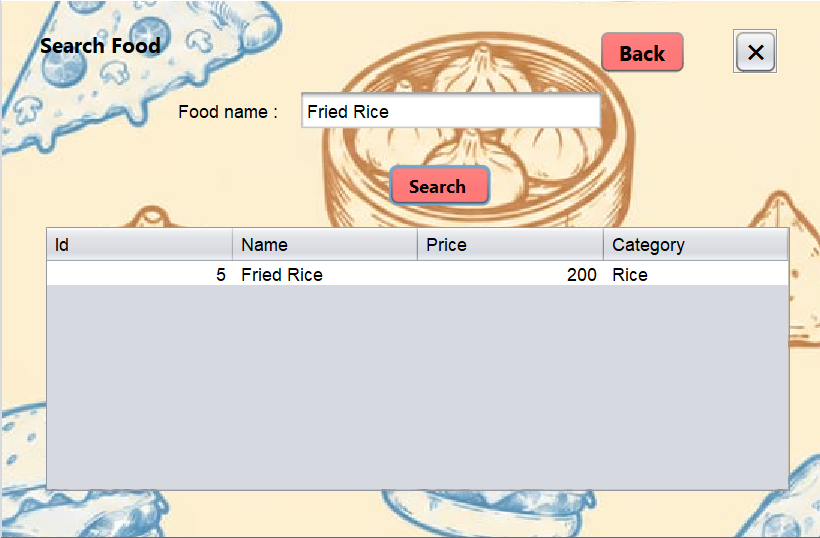 Search Food
Back
×
Food name :
Fried Rice
Search
Id Name Price Category
5 Fried Rice 200 Rice